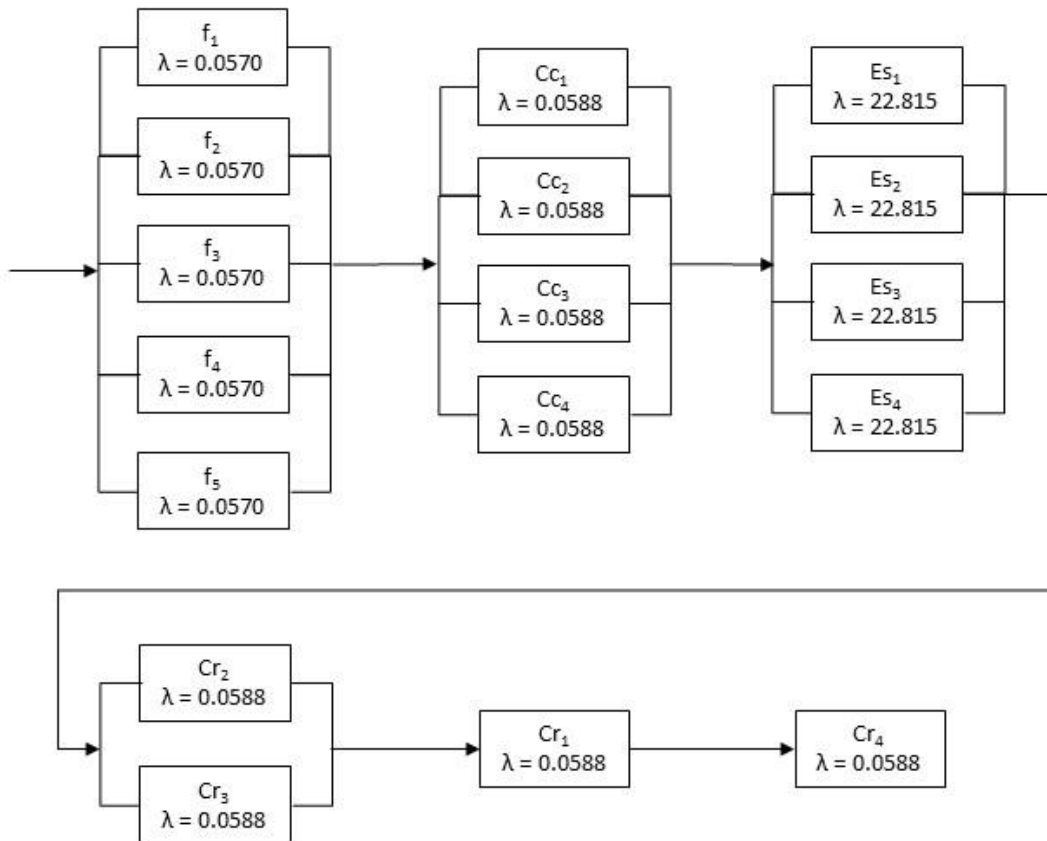 f₁
λ = 0.0570
f₂
λ = 0.0570
f₃
λ = 0.0570
f₄
λ = 0.0570
f₅
λ = 0.0570
Cc₁
λ = 0.0588
Cc₂
λ = 0.0588
Cc₃
λ = 0.0588
Cc₄
λ = 0.0588
Es₁
λ = 22.815
Es₂
λ = 22.815
Es₃
λ = 22.815
Es₄
λ = 22.815
Cr₂
λ = 0.0588
Cr₃
λ = 0.0588
Cr₁
λ = 0.0588
Cr₄
λ = 0.0588